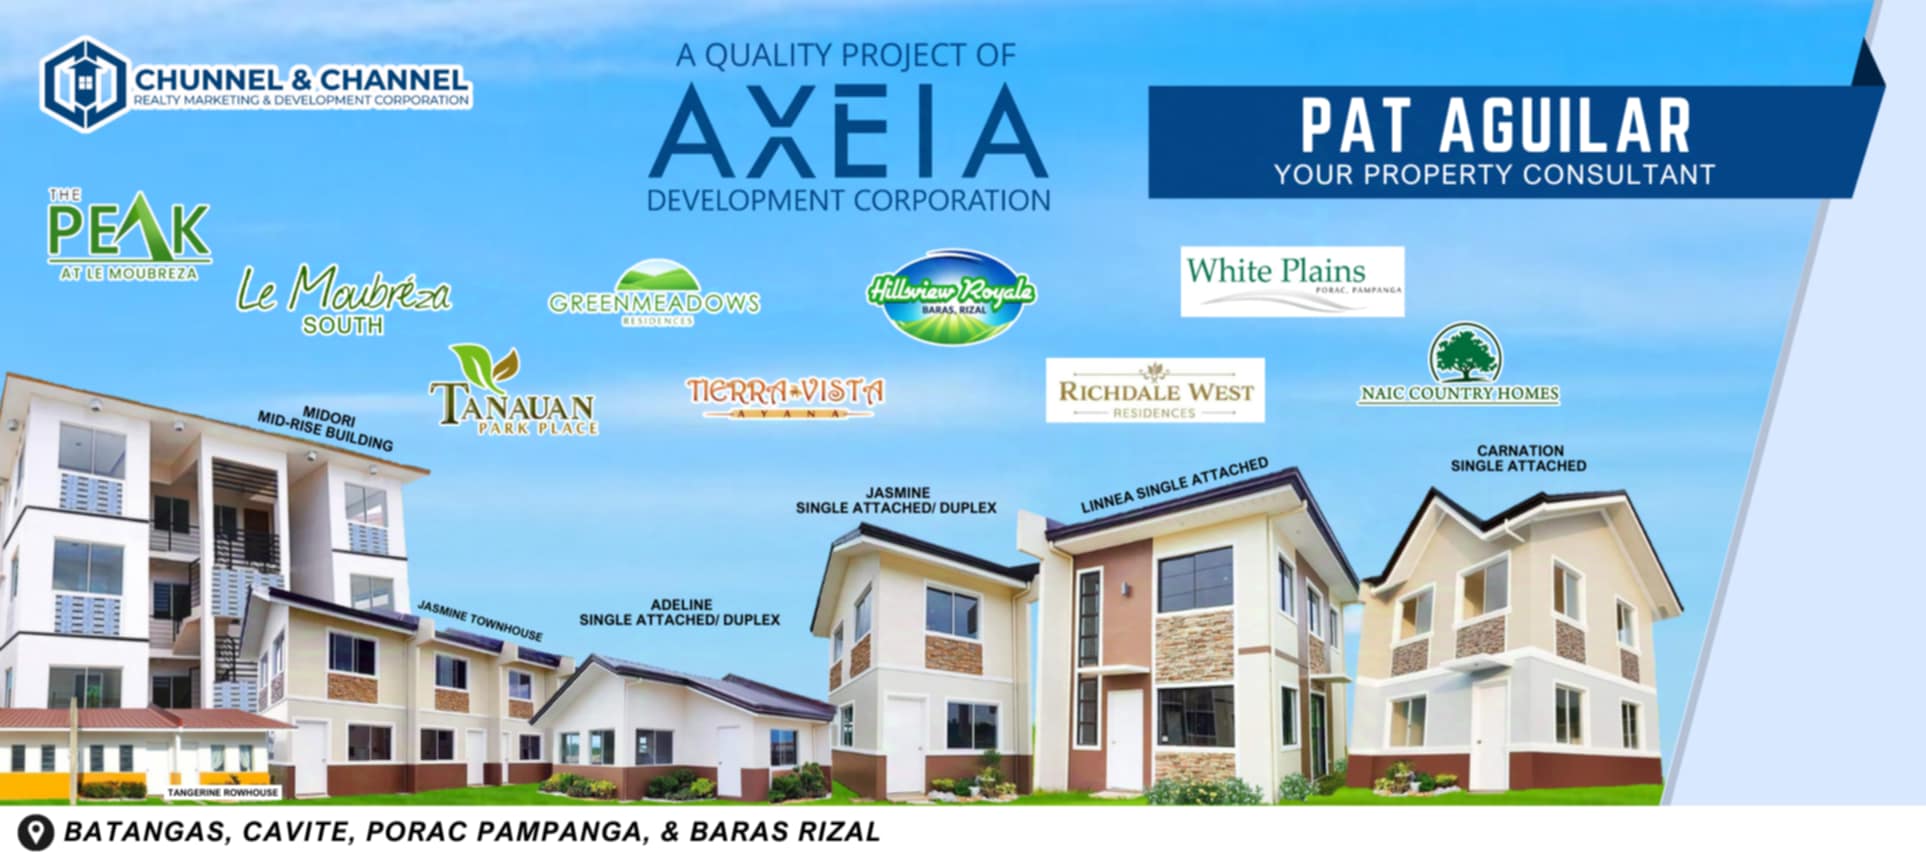 CHUNNEL & CHANNEL
REALTY MARKETING & DEVELOPMENT CORPORATION
A QUALITY PROJECT OF
AXEIA
DEVELOPMENT CORPORATION
PAT AGUILAR
YOUR PROPERTY CONSULTANT
THE
PEAK
AT LE MOUBREZA
Le Moubréza
SOUTH
GREENMEADOWS
RESIDENCES
Hillsview Royale
BARAS, RIZAL
White Plains
PORAC, PAMPANGA
TANAUAN
PARK PLACE
TIERRA VISTA
AYANA
RICHDALE WEST
RESIDENCES
NAIC COUNTRY HOMES
MIDORI
MID-RISE BUILDING
JASMINE TOWNHOUSE
ADELINE
SINGLE ATTACHED/ DUPLEX
JASMINE
SINGLE ATTACHED/ DUPLEX
LINNEA SINGLE ATTACHED
CARNATION
SINGLE ATTACHED
TANGERINE ROWHOUSE
BATANGAS, CAVITE, PORAC PAMPANGA, & BARAS RIZAL